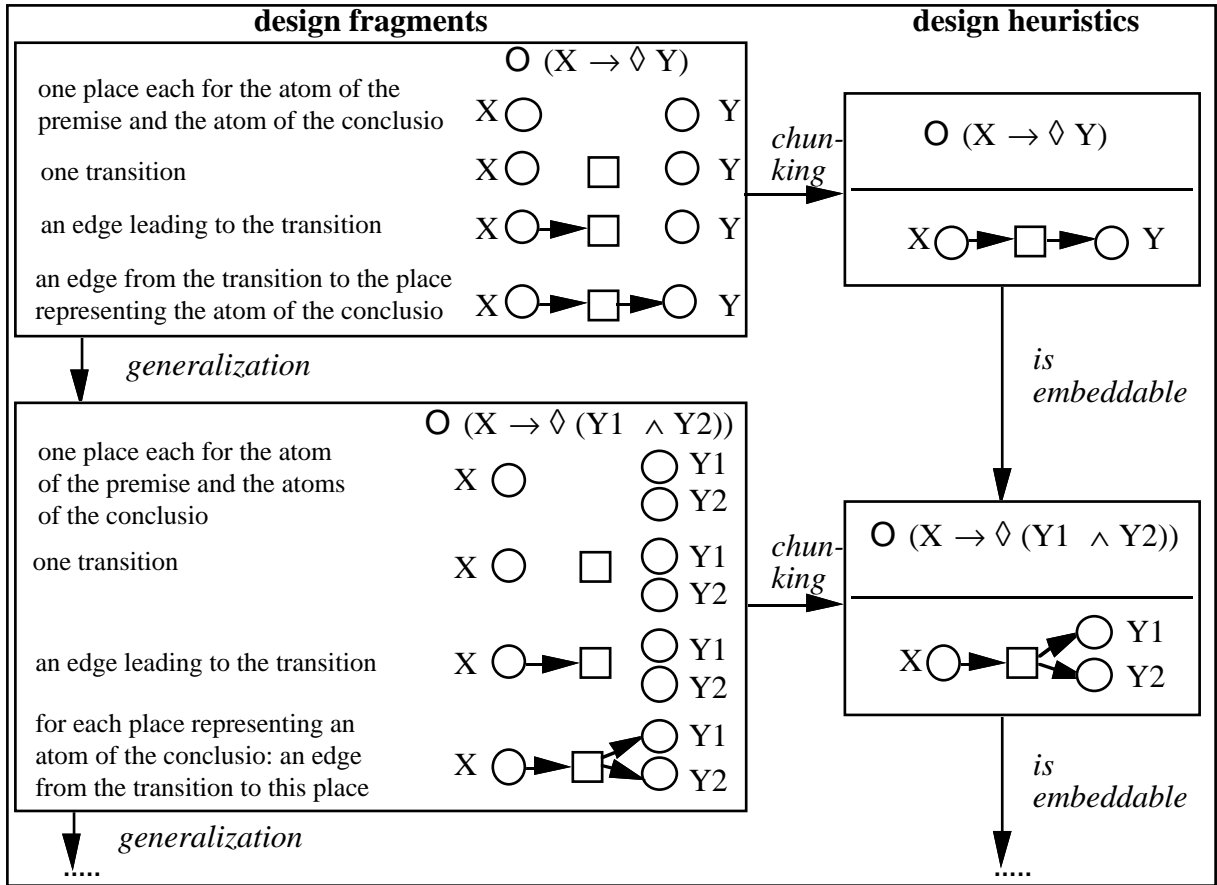 design fragments
design heuristics
O (X → ◊ Y)
one place each for the atom of the
premise and the atom of the conclusio
X Y
one transition
X Y
an edge leading to the transition
X Y
an edge from the transition to the place
representing the atom of the conclusio
X Y
chun-
king
O (X → ◊ Y)
X Y
generalization
is
embeddable
O (X → ◊ (Y1 ∧ Y2))
one place each for the atom
of the premise and the atoms
of the conclusio
X
Y1
Y2
one transition
X
Y1
Y2
an edge leading to the transition
X
Y1
Y2
for each place representing an
atom of the conclusio: an edge
from the transition to this place
X
Y1
Y2
chun-
king
O (X → ◊ (Y1 ∧ Y2))
X
Y1
Y2
generalization
.....
is
embeddable
.....